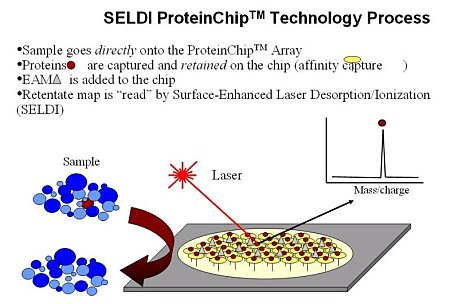 SELDI ProteinChip™ Technology Process
•Sample goes directly onto the ProteinChip™ Array
•Proteins are captured and retained on the chip (affinity capture )
•EAM is added to the chip
•Retentate map is “read” by Surface-Enhanced Laser Desorption/Ionization
(SELDI)
Sample
Laser
Mass/charge